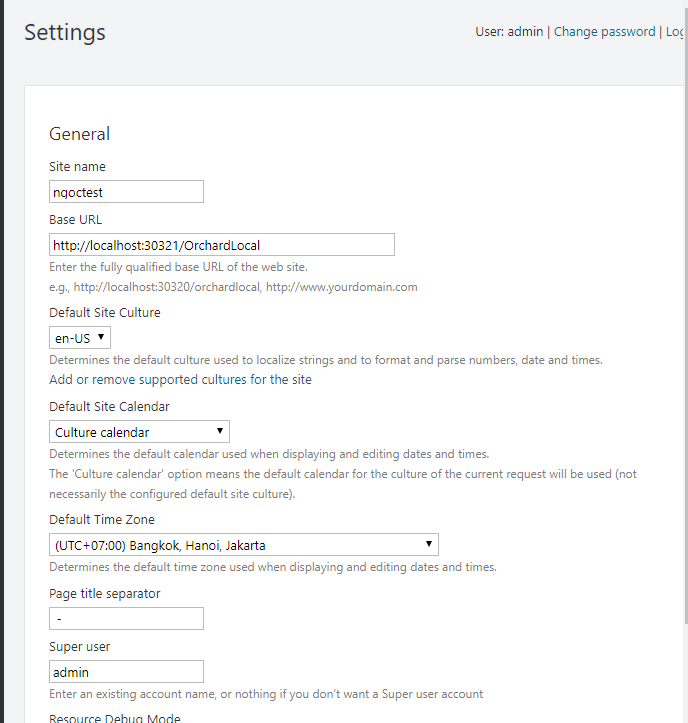 Settings
User: admin | Change password | Log
General
Site name
ngoctest
Base URL
http://localhost:30321/OrchardLocal
Enter the fully qualified base URL of the web site.
e.g., http://localhost:30320/orchardlocal, http://www.yourdomain.com
Default Site Culture
en-US
Determines the default culture used to localize strings and to format and parse numbers, date and times.
Add or remove supported cultures for the site
Default Site Calendar
Culture calendar
Determines the default calendar used when displaying and editing dates and times.
The 'Culture calendar' option means the default calendar for the culture of the current request will be used (not
necessarily the configured default site culture).
Default Time Zone
(UTC+07:00) Bangkok, Hanoi, Jakarta
Determines the default time zone used when displaying and editing dates and times.
Page title separator
-
Super user
admin
Enter an existing account name, or nothing if you don't want a Super user account
Resource Debug Mode